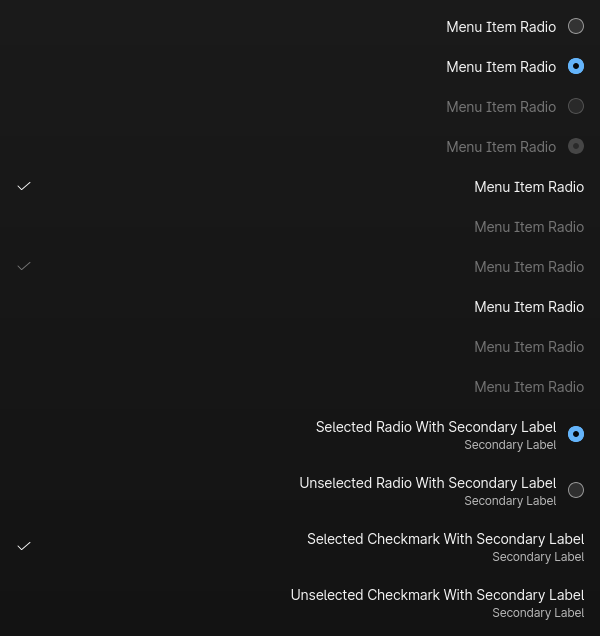 Menu Item Radio
Menu Item Radio
Menu Item Radio
Menu Item Radio
Menu Item Radio
Menu Item Radio
Menu Item Radio
Menu Item Radio
Menu Item Radio
Menu Item Radio
Selected Radio With Secondary Label
Secondary Label
Unselected Radio With Secondary Label
Secondary Label
Selected Checkmark With Secondary Label
Secondary Label
Unselected Checkmark With Secondary Label
Secondary Label